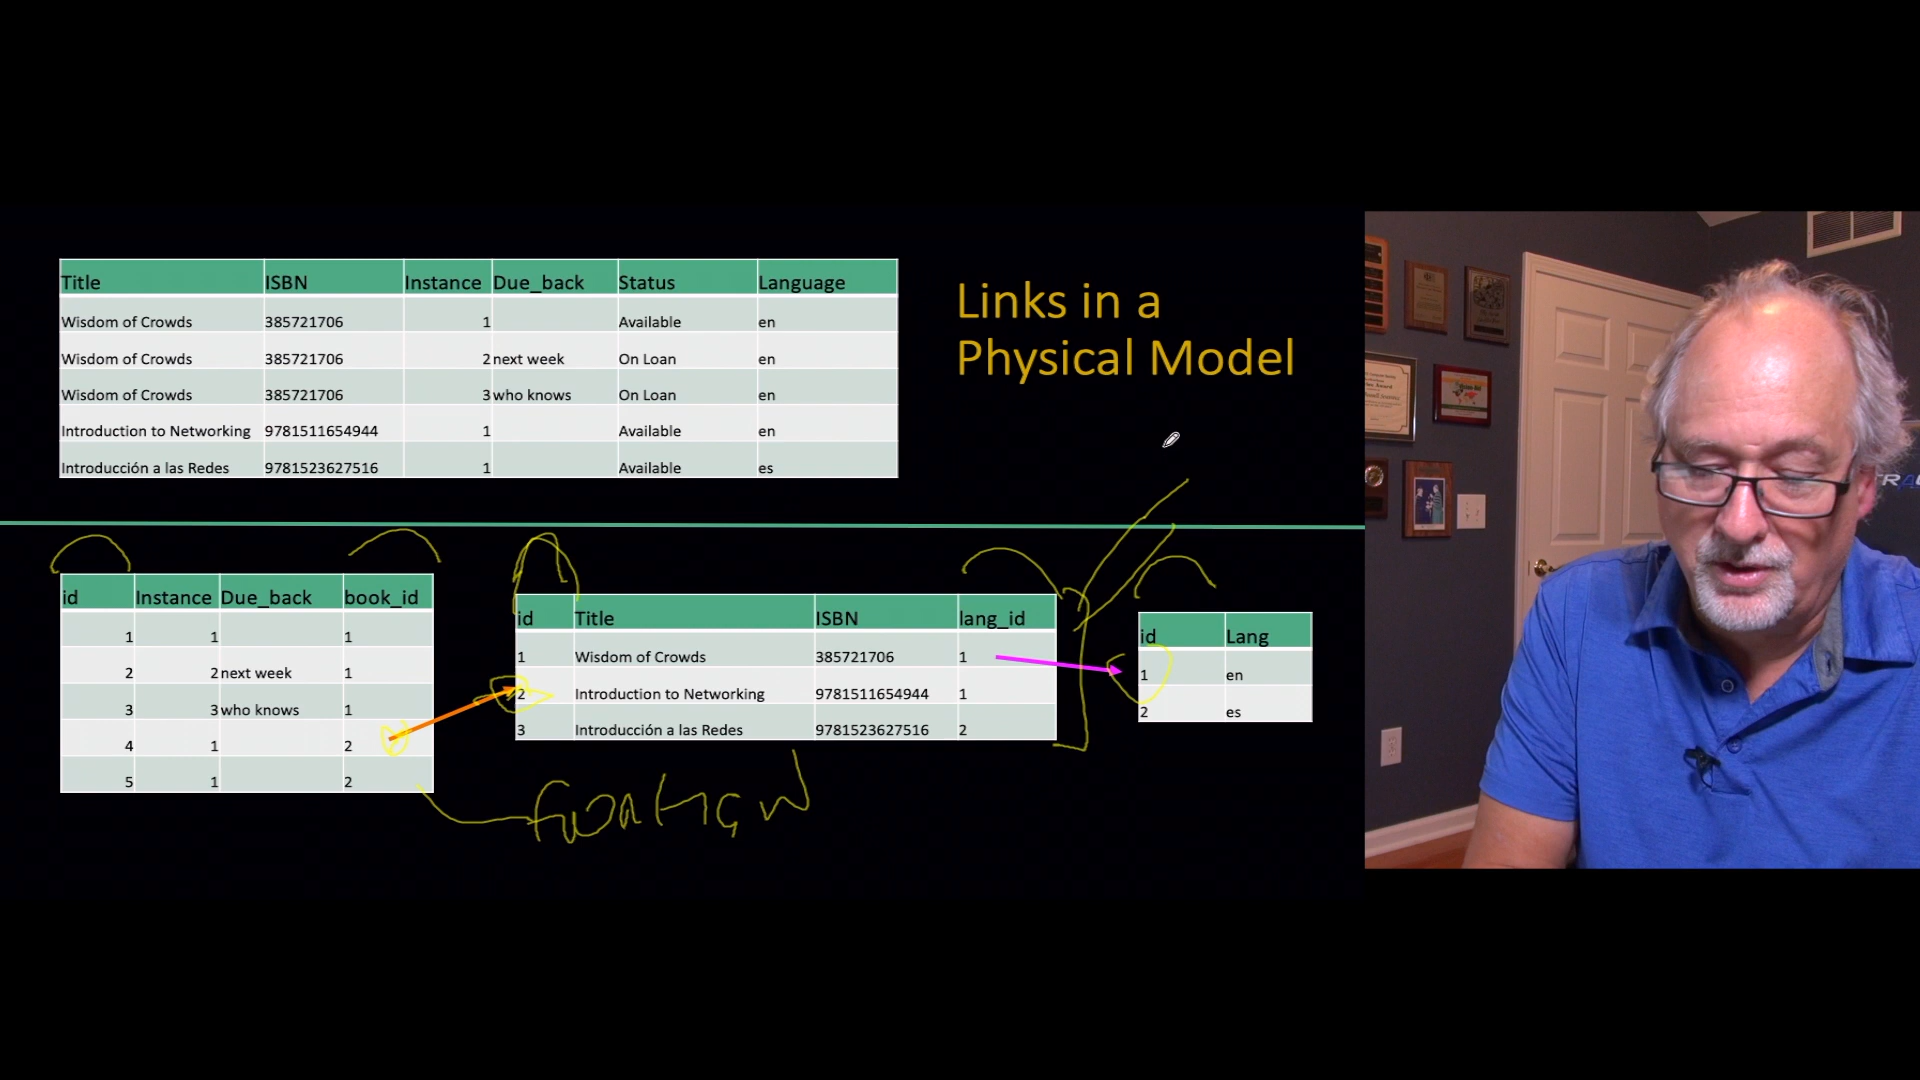 Title ISBN Instance Due_back Status Language
Wisdom of Crowds 385721706 1 Available en
Wisdom of Crowds 385721706 2 next week On Loan en
Wisdom of Crowds 385721706 3 who knows On Loan en
Introduction to Networking 9781511654944 1 Available en
Introducción a las Redes 9781523627516 1 Available es
Links in a
Physical Model
id Instance Due_back book_id
1 1 1
2 2 next week 1
3 3 who knows 1
4 1 2
5 1 2
id Title ISBN lang_id
1 Wisdom of Crowds 385721706 1
2 Introduction to Networking 9781511654944 1
3 Introducción a las Redes 9781523627516 2
id Lang
1 en
2 es